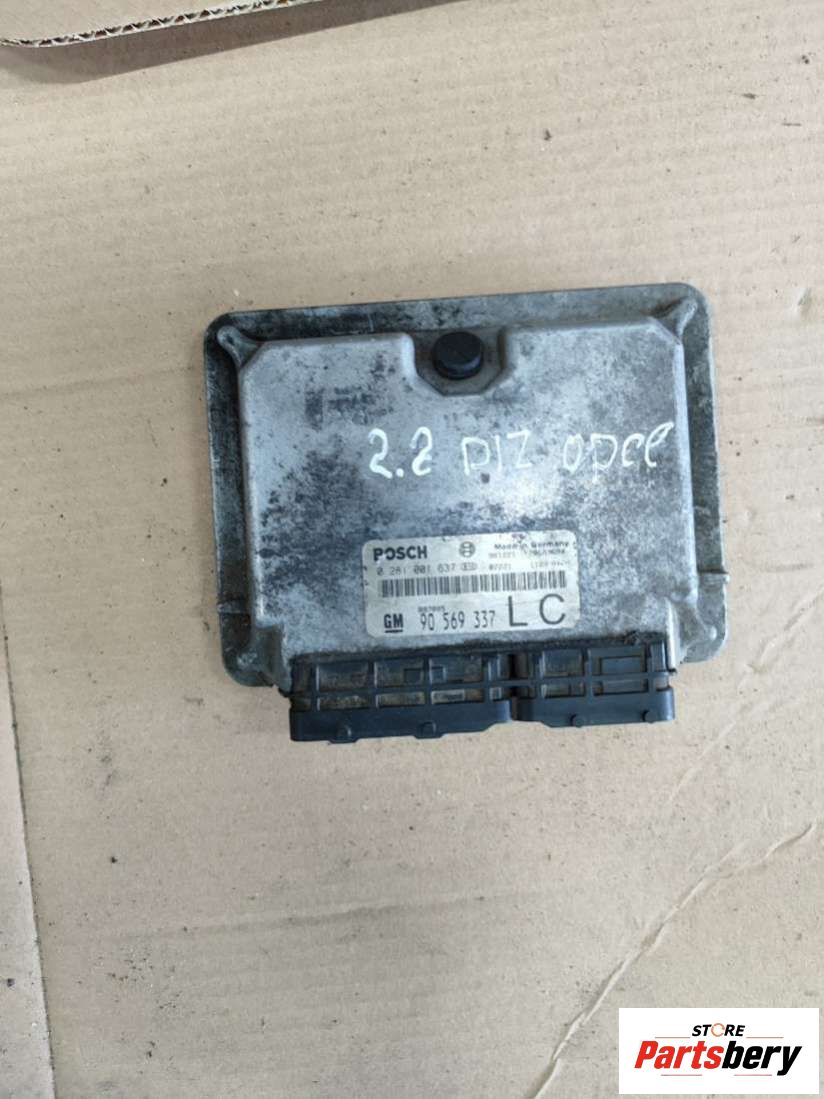 2.2 DIZ opel
BOSCH Made in Germany
0 281 001 637
GM 90 569 337 LC
STORE
Partsbery